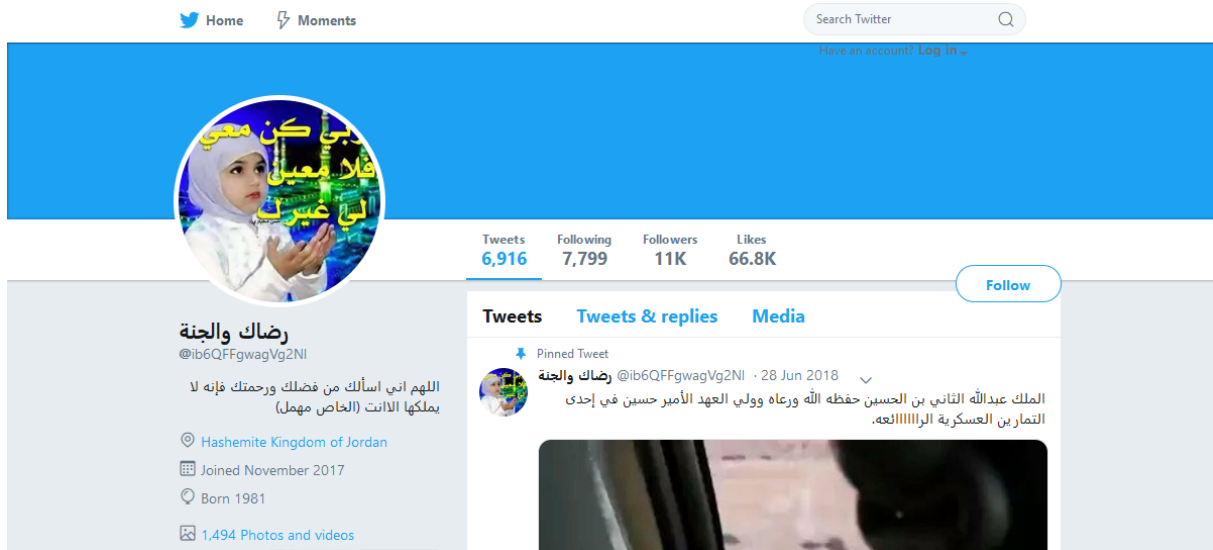 Home
Moments
Search Twitter
Have an account? Log in
ربي كن معي
فلا معين
لي غيرك
Tweets
Following
Followers
Likes
6,916
7,799
11K
66.8K
Follow
رضاك والجنة
@ib6QFFgwagVg2Nl
اللهم اني اسألك من فضلك ورحمتك فإنه لا
يملكها الاانت (الخاص مهمل)
Hashemite Kingdom of Jordan
Joined November 2017
Born 1981
1,494 Photos and videos
Tweets
Tweets & replies
Media
Pinned Tweet
رضاك والجنة @ib6QFFgwagVg2Nl · 28 Jun 2018
الملك عبدالله الثاني بن الحسين حفظه الله ورعاه وولي العهد الأمير حسين في إحدى
التمارين العسكرية الراااااائعه.